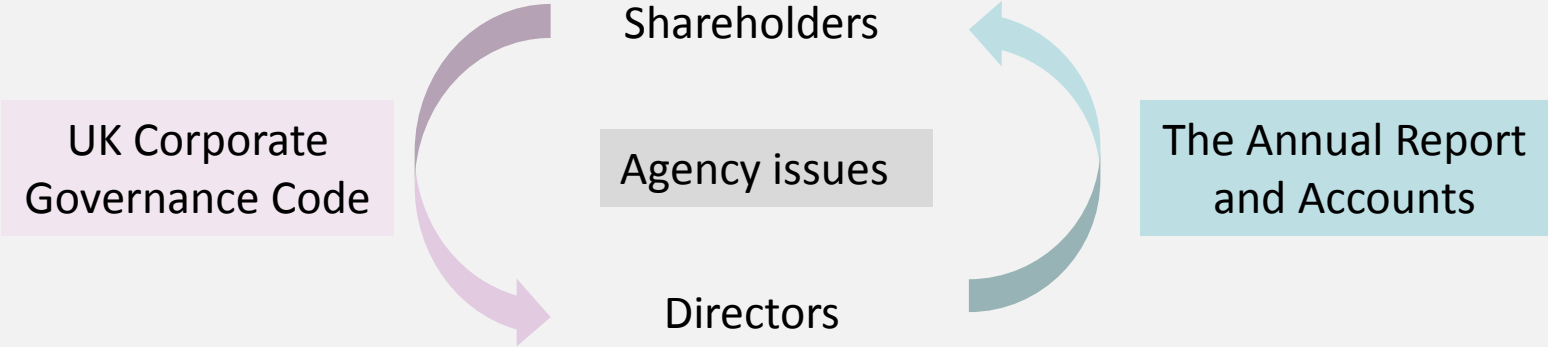 Shareholders
UK Corporate
Governance Code
Agency issues
The Annual Report
and Accounts
Directors